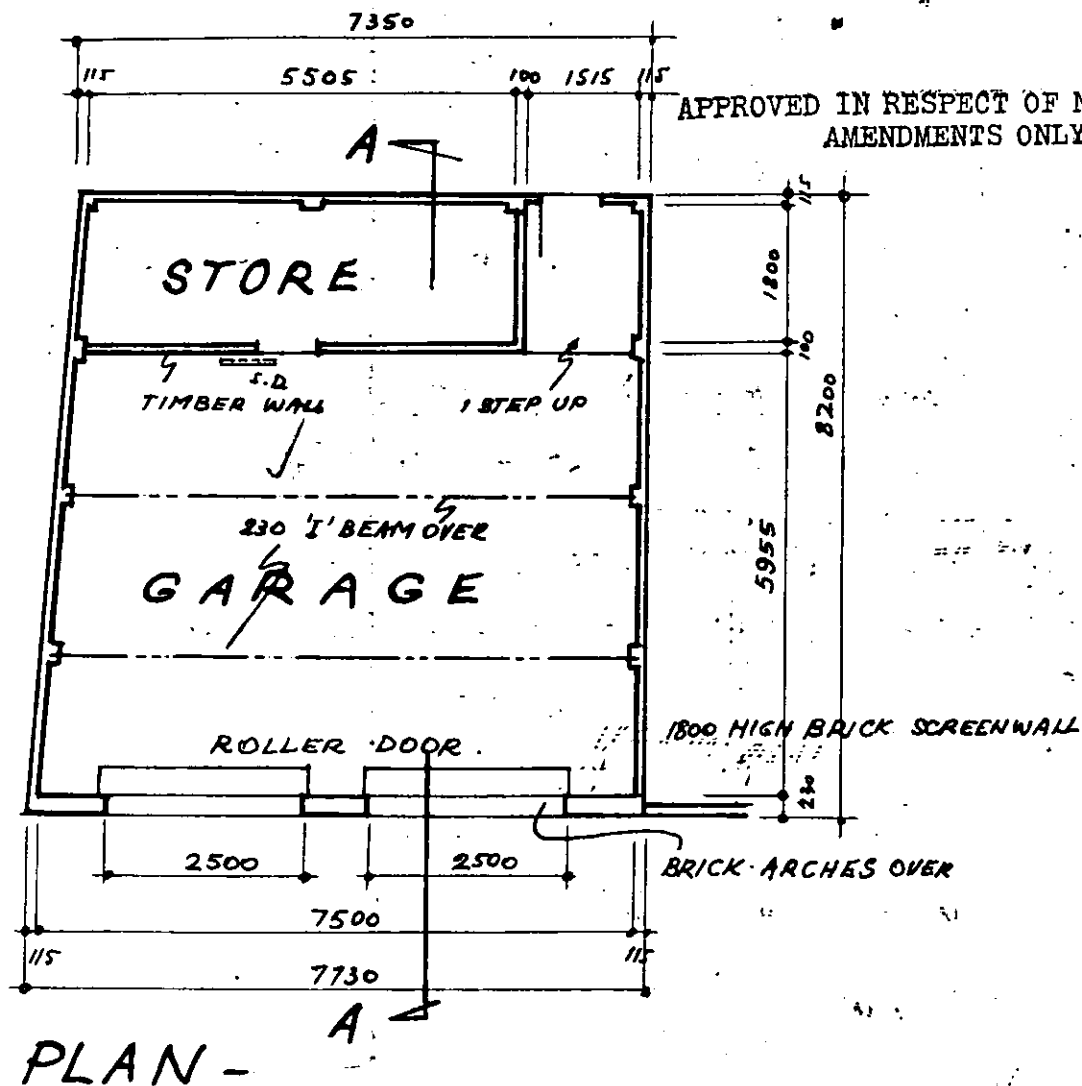 7350
115 5505 100 1515 115
APPROVED IN RESPECT OF
AMENDMENTS ONLY
A
115
STORE
1800
100
S.D.
TIMBER WALL
1 STEP UP
8200
230 'I' BEAM OVER
5955
GARAGE
1800 HIGH BRICK SCREENWALL
ROLLER DOOR
230
2500 2500
BRICK ARCHES OVER
7500
115 115
7730
A
PLAN -